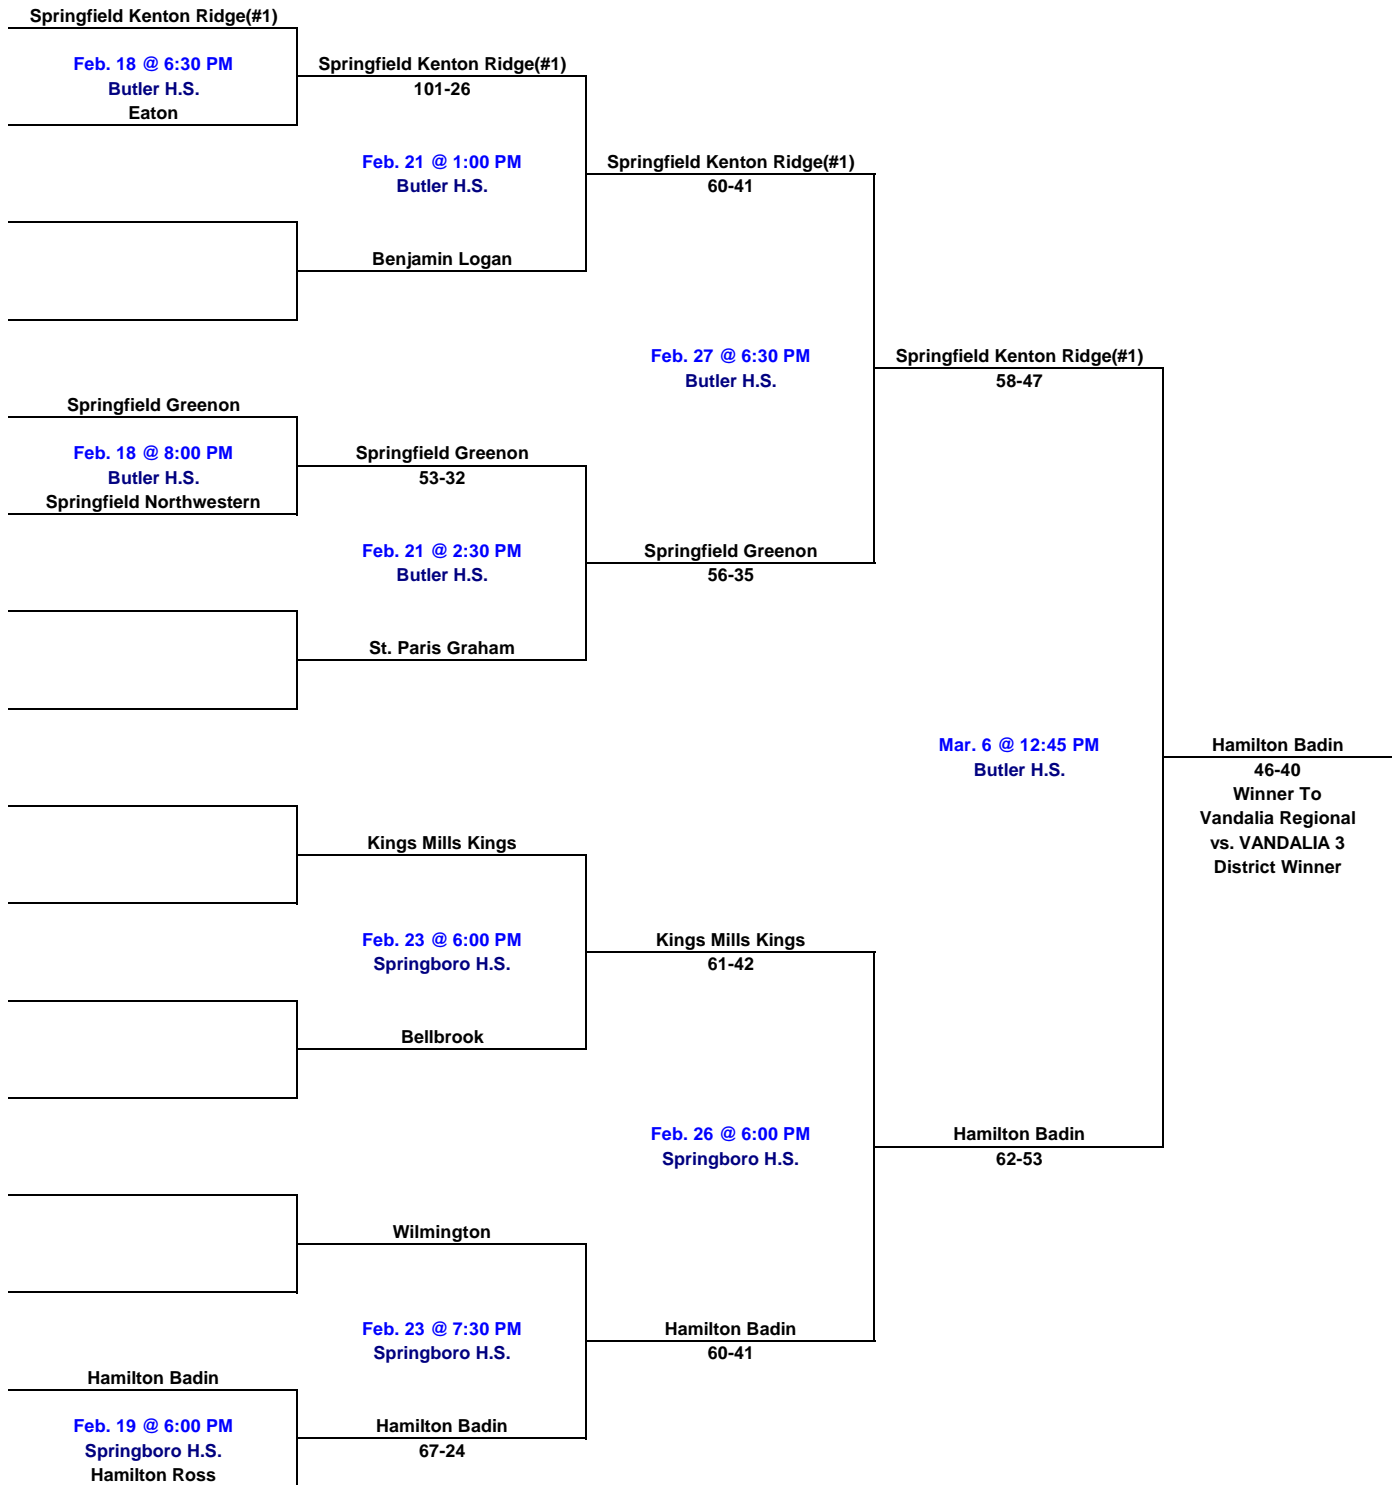 Springfield Kenton Ridge(#1)
Feb. 18 @ 6:30 PM
Butler H.S.
Eaton
Springfield Greenon
Feb. 18 @ 8:00 PM
Butler H.S.
Springfield Northwestern
Hamilton Badin
Feb. 19 @ 6:00 PM
Springboro H.S.
Hamilton Ross
Springfield Kenton Ridge(#1)
101-26
Feb. 21 @ 1:00 PM
Butler H.S.
Benjamin Logan
Springfield Greenon
53-32
Feb. 21 @ 2:30 PM
Butler H.S.
St. Paris Graham
Kings Mills Kings
Feb. 23 @ 6:00 PM
Springboro H.S.
Bellbrook
Wilmington
Feb. 23 @ 7:30 PM
Springboro H.S.
Hamilton Badin
67-24
Springfield Kenton Ridge(#1)
60-41
Feb. 27 @ 6:30 PM
Butler H.S.
Springfield Greenon
56-35
Kings Mills Kings
61-42
Feb. 26 @ 6:00 PM
Springboro H.S.
Hamilton Badin
60-41
Springfield Kenton Ridge(#1)
58-47
Mar. 6 @ 12:45 PM
Butler H.S.
Hamilton Badin
62-53
Hamilton Badin
46-40
Winner To
Vandalia Regional
vs. VANDALIA 3
District Winner